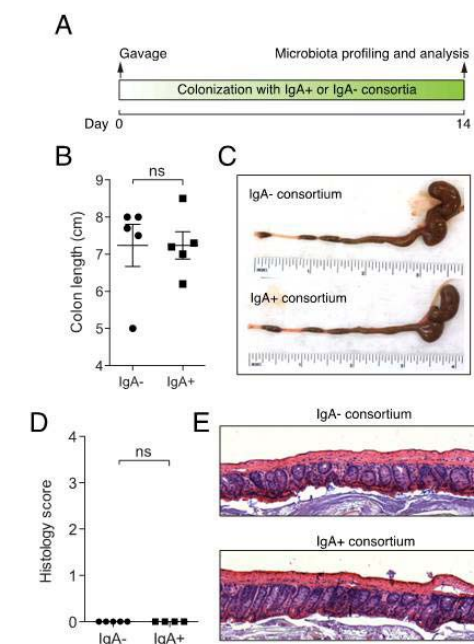 A
Gavage
Microbiota profiling and analysis
Colonization with IgA+ or IgA- consortia
Day 0
14
B
ns
Colon length (cm)
9
8
7
6
5
4
IgA-
IgA+
C
IgA- consortium
IgA+ consortium
D
ns
Histology score
4
3
2
1
0
IgA-
IgA+
E
IgA- consortium
IgA+ consortium